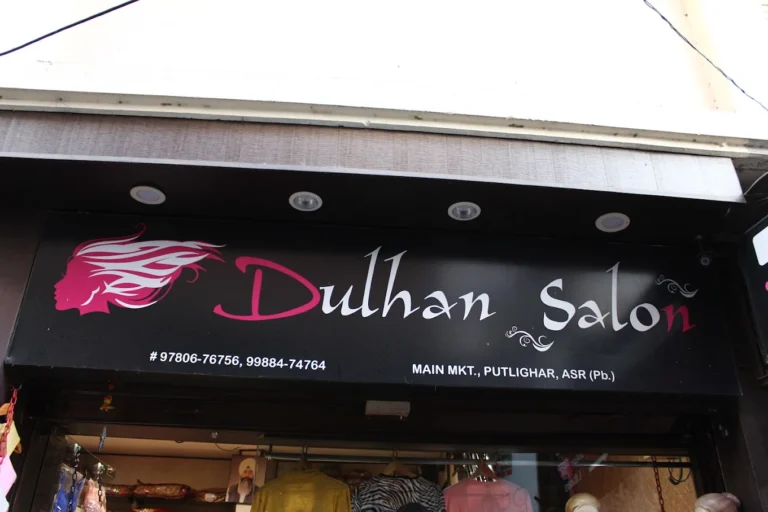 Dulhan Salon
# 97806-76756, 99884-74764
MAIN MKT., PUTLIGHAR, ASR (Pb.)